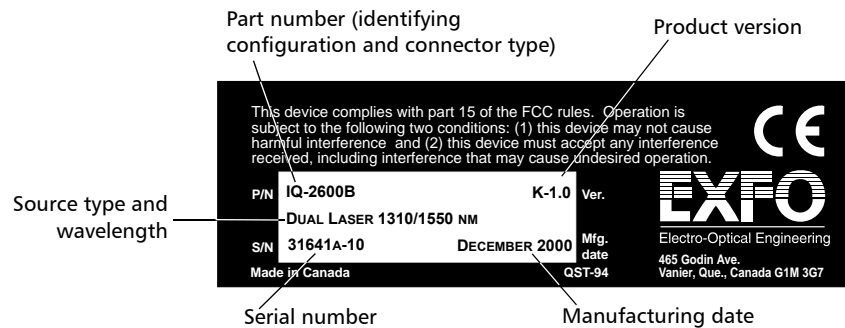 Part number (identifying
configuration and connector type)
Product version
This device complies with part 15 of the FCC rules. Operation is
subject to the following two conditions: (1) this device may not cause
harmful interference and (2) this device must accept any interference
received, including interference that may cause undesired operation.
CE
P/N IQ-2600B K-1.0 Ver.
Source type and
wavelength
DUAL LASER 1310/1550 NM
S/N 31641A-10 DECEMBER 2000 Mfg.
date
Made in Canada QST-94
EXFO
Electro-Optical Engineering
465 Godin Ave.
Vanier, Que., Canada G1M 3G7
Serial number
Manufacturing date